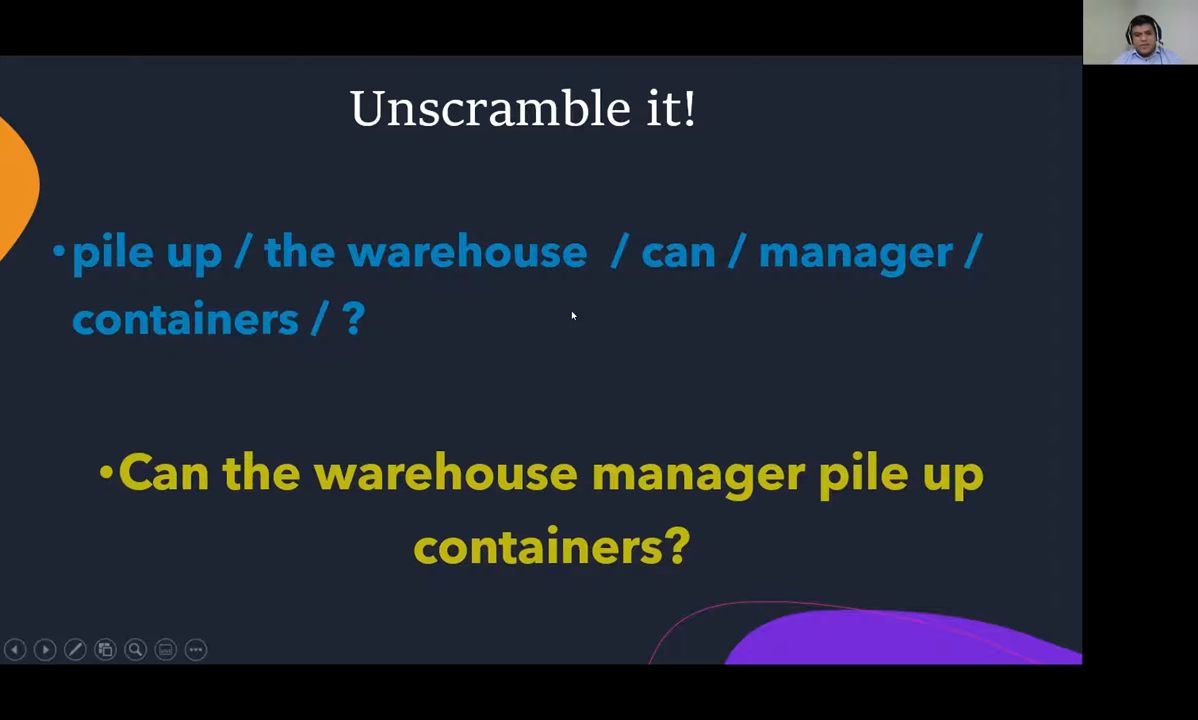 Unscramble it!
•pile up / the warehouse / can / manager /
containers / ?
•Can the warehouse manager pile up
containers?